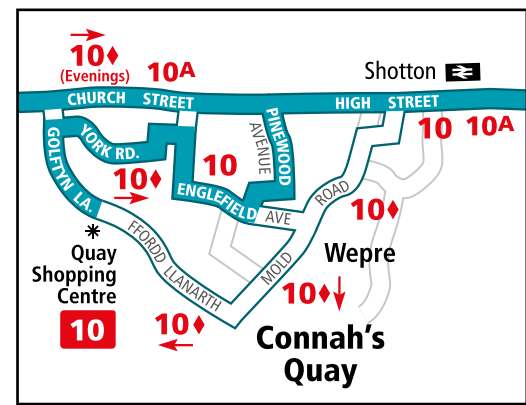 10♦
(Evenings)
10A
Shotton
CHURCH STREET
HIGH STREET
10 10A
GOLFTYN LA.
YORK RD.
PINEWOOD
AVENUE
10
10♦
ENGLEFIELD
AVE
ROAD
10♦
MOLD
Wepre
FFORDD
LLANARTH
Quay
Shopping
Centre
10
10♦
10♦
Connah's
Quay